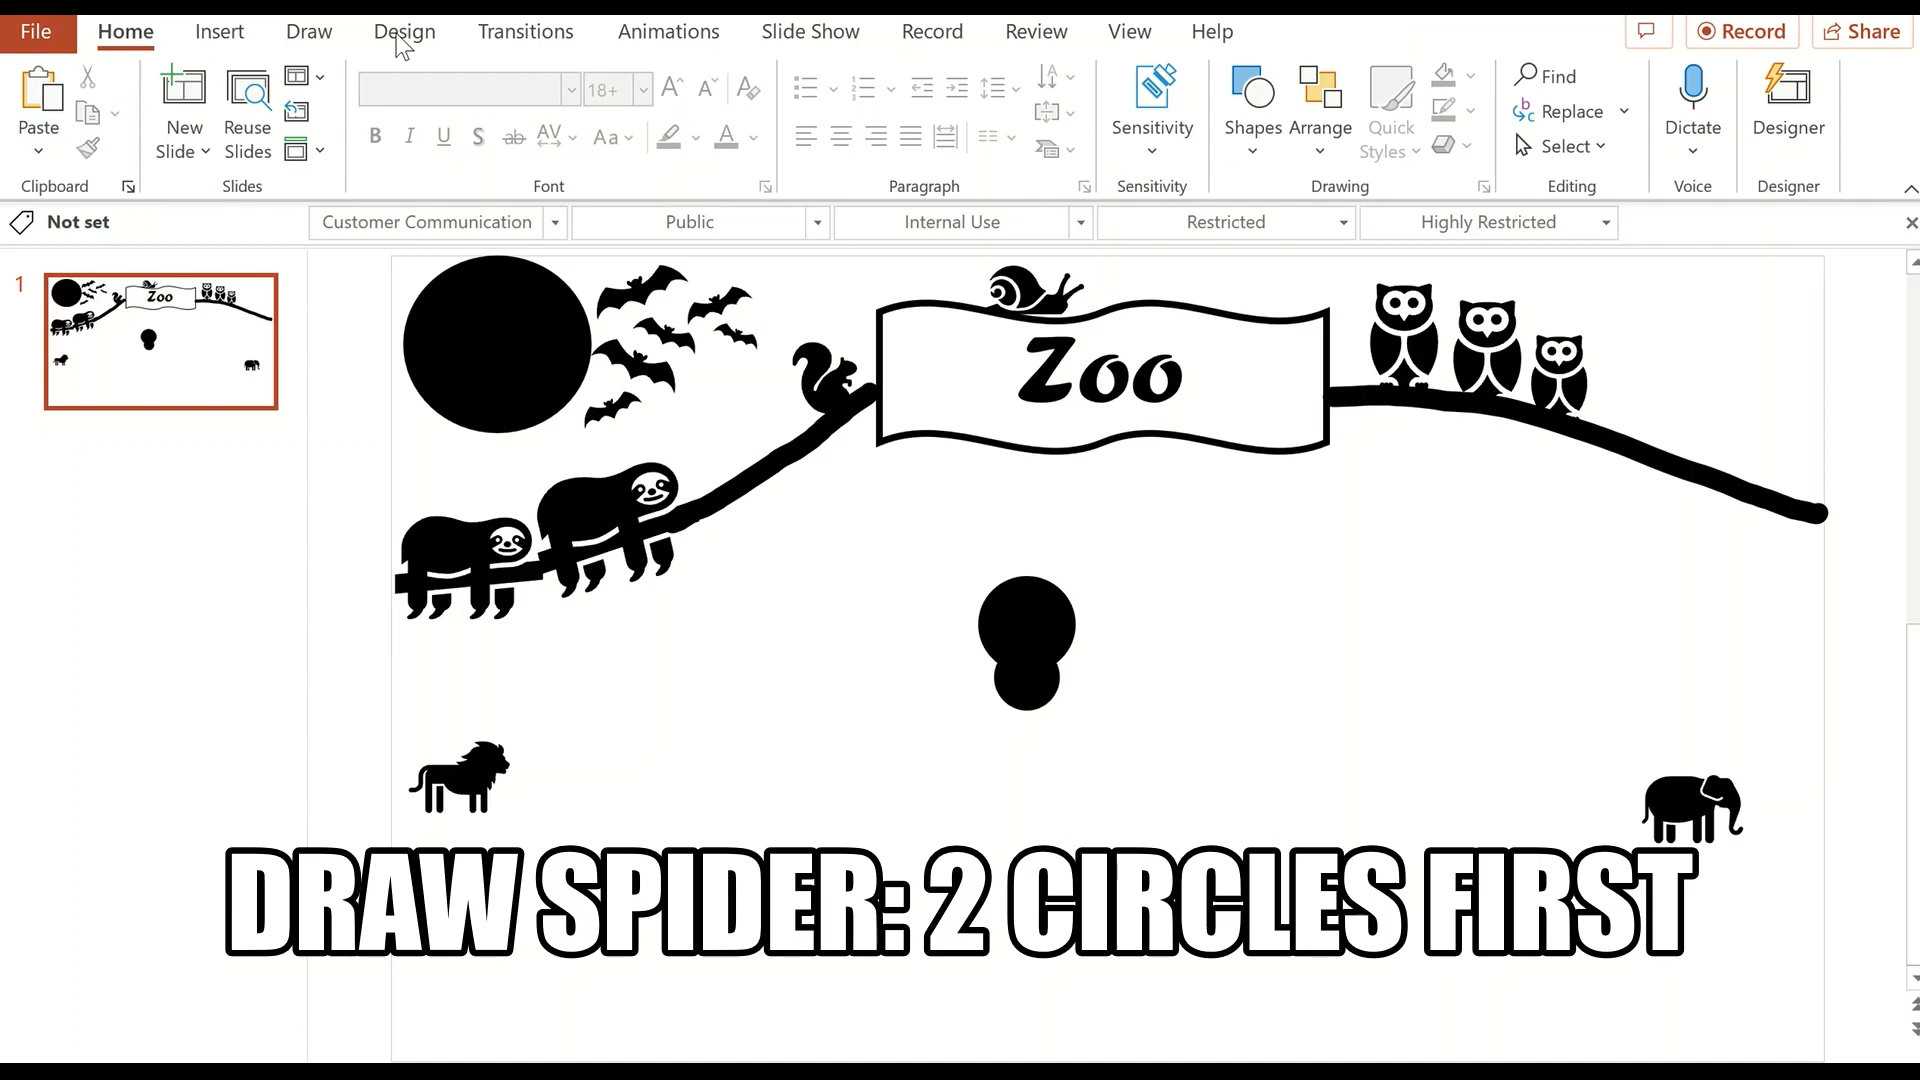 File Home Insert Draw Design Transitions Animations Slide Show Record Review View Help Record Share
Paste
New Slide
Reuse Slides
18+
B I U S ab AV Aa A
Sensitivity
Shapes Arrange Quick Styles
Find
Replace
Select
Dictate
Designer
Clipboard Slides Font Paragraph Sensitivity Drawing Editing Voice Designer
Not set Customer Communication Public Internal Use Restricted Highly Restricted
1
Zoo
Zoo
DRAW SPIDER: 2 CIRCLES FIRST